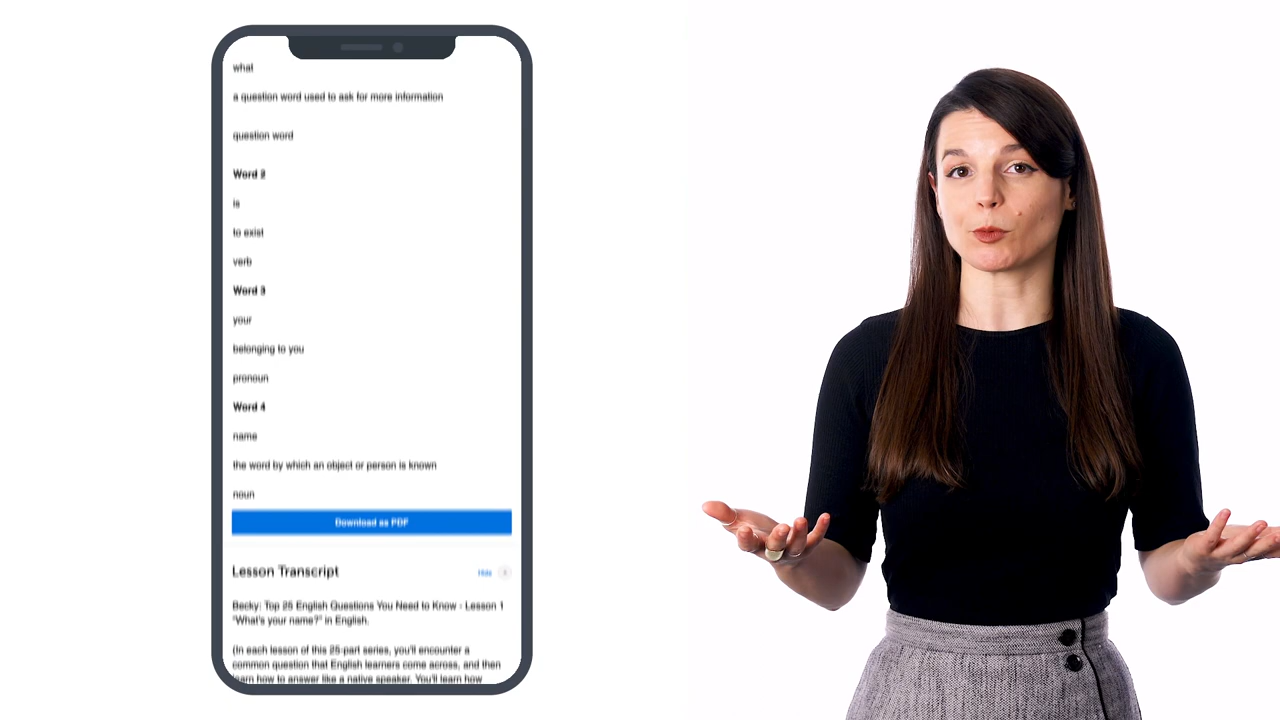 what
a question word used to ask for more information
question word
Word 2
is
to exist
verb
Word 3
your
belonging to you
pronoun
Word 4
name
the word by which an object or person is known
noun
Download as PDF
Lesson Transcript
Hide
Becky: Top 25 English Questions You Need to Know - Lesson 1
"What's your name?" in English.
(In each lesson of this 25-part series, you'll encounter a
common question that English learners come across, and then
learn how to answer like a native speaker. You'll learn how